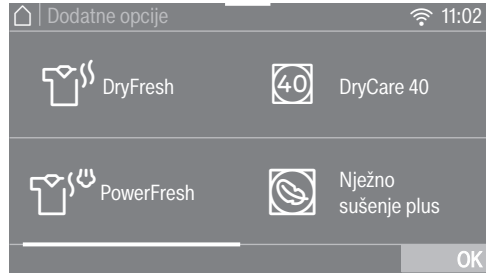 Dodatne opcije 11:02
DryFresh
40 DryCare 40
PowerFresh
Nježno
sušenje plus
OK